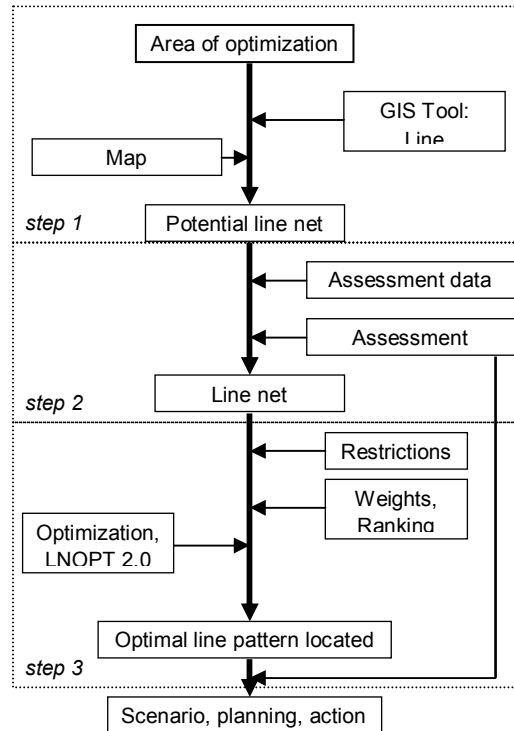 Area of optimization
GIS Tool:
Line
Map
step 1
Potential line net
Assessment data
Assessment
step 2
Line net
Restrictions
Weights,
Ranking
Optimization,
LNOPT 2.0
Optimal line pattern located
step 3
Scenario, planning, action